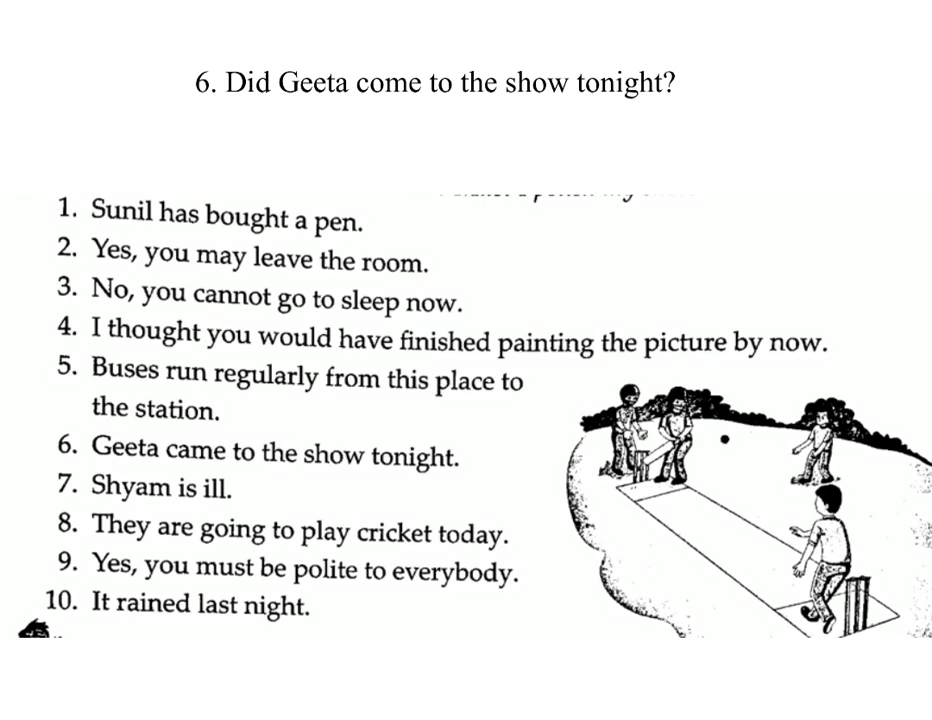 6. Did Geeta come to the show tonight?
1. Sunil has bought a pen.
2. Yes, you may leave the room.
3. No, you cannot go to sleep now.
4. I thought you would have finished painting the picture by now.
5. Buses run regularly from this place to
the station.
6. Geeta came to the show tonight.
7. Shyam is ill.
8. They are going to play cricket today.
9. Yes, you must be polite to everybody.
10. It rained last night.